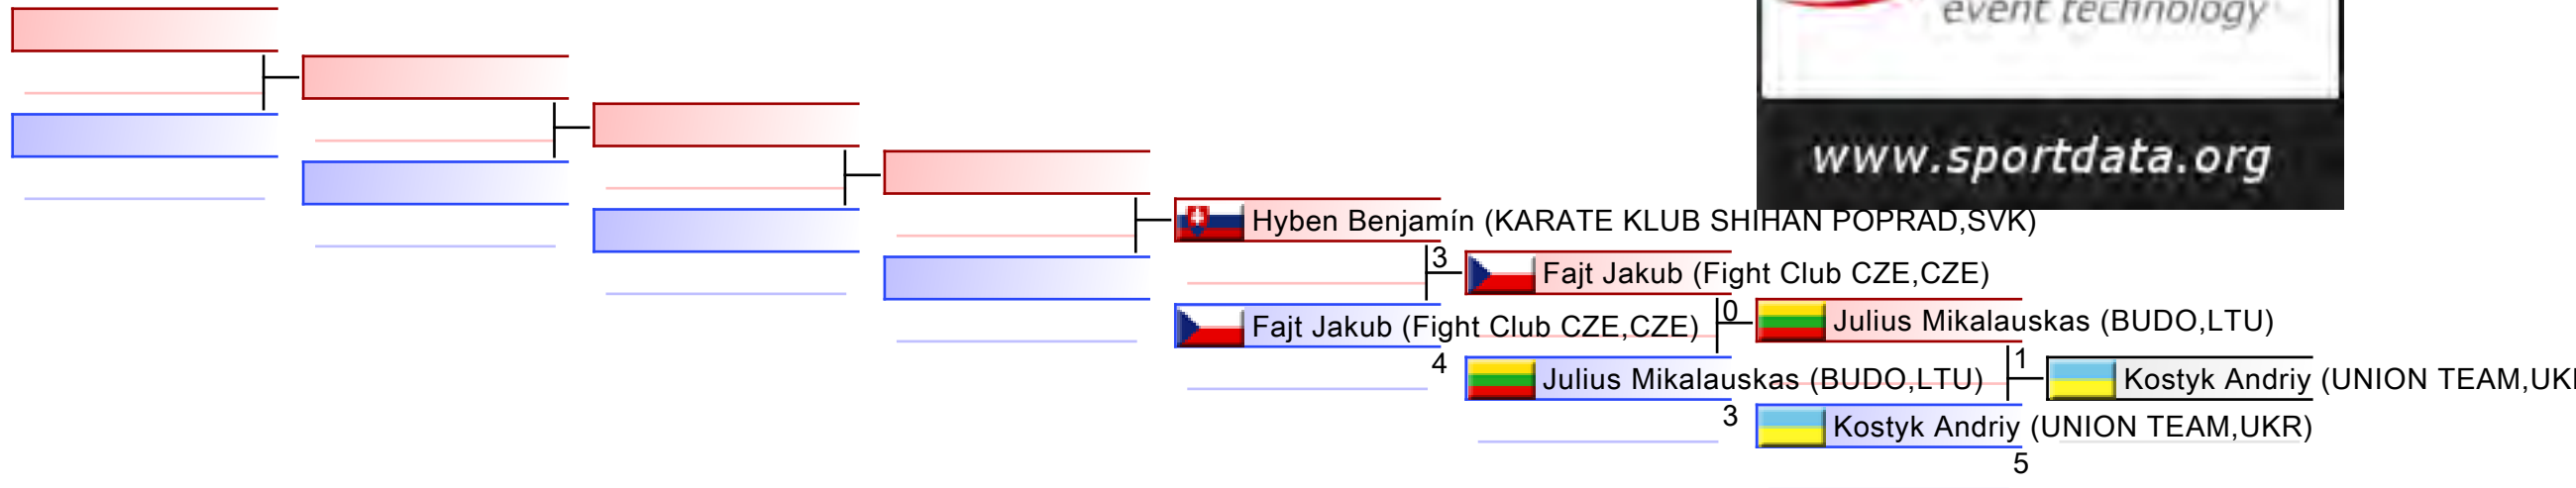 event technology
www.sportdata.org
Hyben Benjamín (KARATE KLUB SHIHAN POPRAD,SVK)
3
Fajt Jakub (Fight Club CZE,CZE)
0
Fajt Jakub (Fight Club CZE,CZE)
Julius Mikalauskas (BUDO,LTU)
4
1
Julius Mikalauskas (BUDO,LTU)
Kostyk Andriy (UNION TEAM,UK
3
Kostyk Andriy (UNION TEAM,UKR)
5